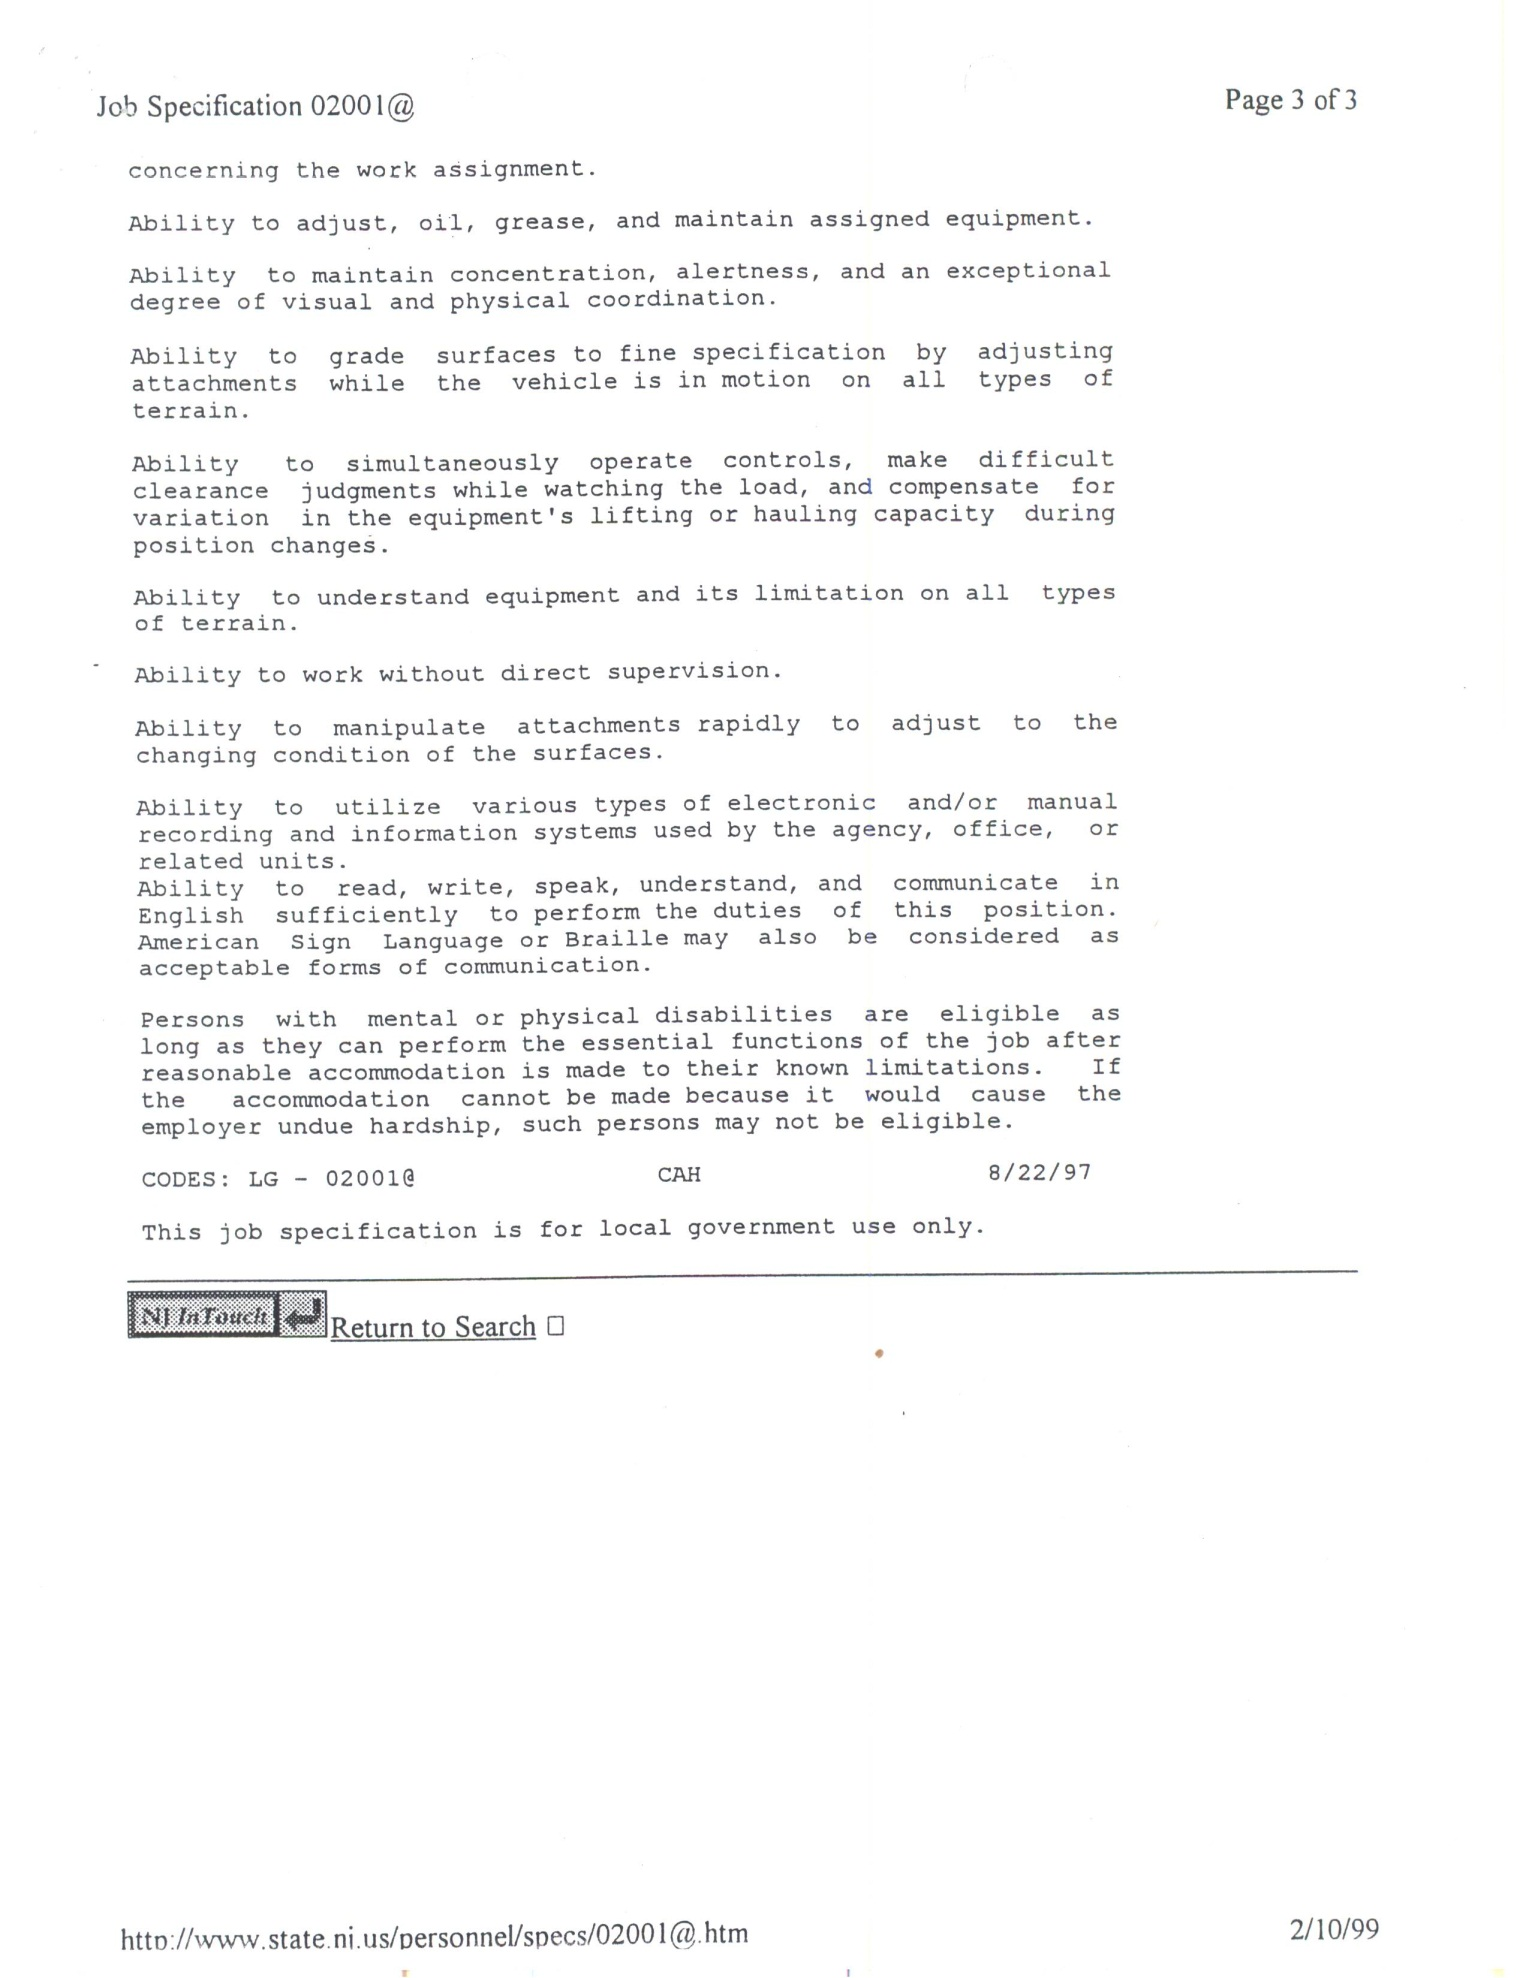 Job Specification 02001@
Page 3 of 3
concerning the work assignment.
Ability to adjust, oil, grease, and maintain assigned equipment.
Ability to maintain concentration, alertness, and an exceptional
degree of visual and physical coordination.
Ability to grade surfaces to fine specification by adjusting
attachments while the vehicle is in motion on all types of
terrain.
Ability to simultaneously operate controls, make difficult
clearance judgments while watching the load, and compensate for
variation in the equipment's lifting or hauling capacity during
position changes.
Ability to understand equipment and its limitation on all types
of terrain.
Ability to work without direct supervision.
Ability to manipulate attachments rapidly to adjust to the
changing condition of the surfaces.
Ability to utilize various types of electronic and/or manual
recording and information systems used by the agency, office, or
related units.
Ability to read, write, speak, understand, and communicate in
English sufficiently to perform the duties of this position.
American Sign Language or Braille may also be considered as
acceptable forms of communication.
Persons with mental or physical disabilities are eligible as
long as they can perform the essential functions of the job after
reasonable accommodation is made to their known limitations. If
the accommodation cannot be made because it would cause the
employer undue hardship, such persons may not be eligible.
CODES: LG - 02001@ CAH 8/22/97
This job specification is for local government use only.
NJ InTouch Return to Search
http://www.state.nj.us/personnel/specs/02001@.htm
2/10/99